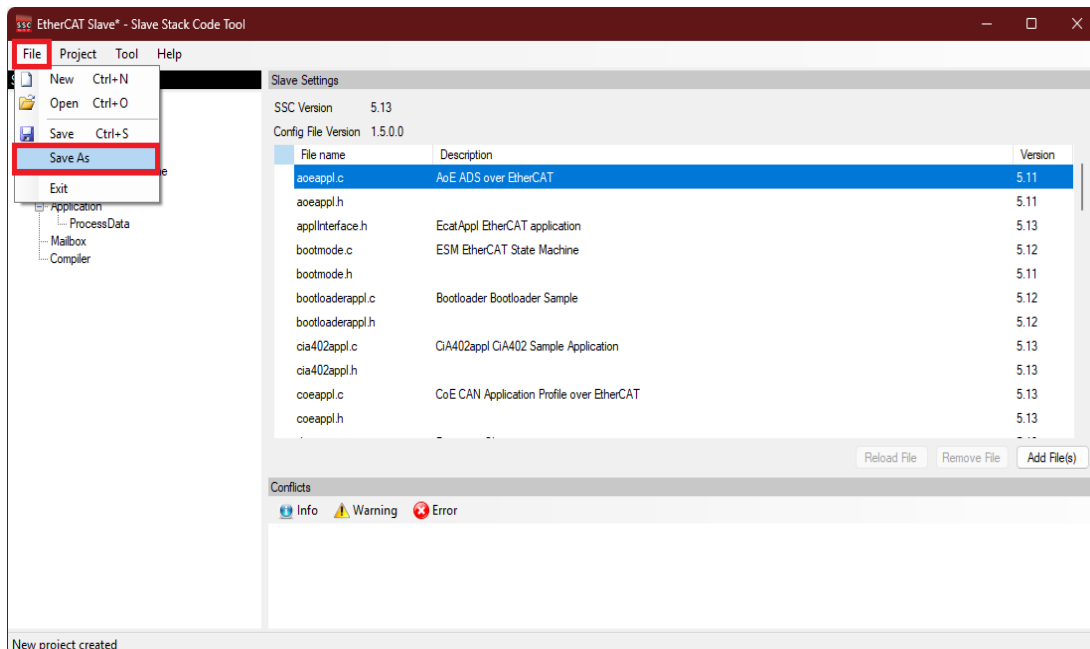 SSC EtherCAT Slave* - Slave Stack Code Tool
File Project Tool Help
New Ctrl+N
Open Ctrl+O
Save Ctrl+S
Save As
Exit
Application
ProcessData
Mailbox
Compiler
Slave Settings
SSC Version 5.13
Config File Version 1.5.0.0
File name Description Version
aoeappl.c AoE ADS over EtherCAT 5.11
aoeappl.h 5.11
applInterface.h EcatAppl EtherCAT application 5.13
bootmode.c ESM EtherCAT State Machine 5.12
bootmode.h 5.11
bootloaderappl.c Bootloader Bootloader Sample 5.12
bootloaderappl.h 5.12
cia402appl.c CiA402appl CiA402 Sample Application 5.13
cia402appl.h 5.13
coeappl.c CoE CAN Application Profile over EtherCAT 5.13
coeappl.h 5.13
Reload File Remove File Add File(s)
Conflicts
Info Warning Error
New project created